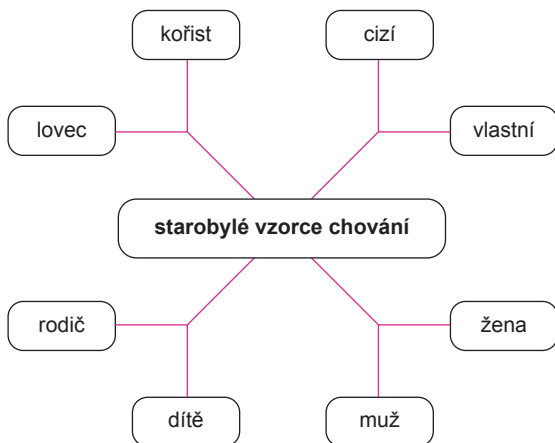 kořist
cizí
lovec
vlastní
starobylé vzorce chování
rodič
žena
dítě
muž